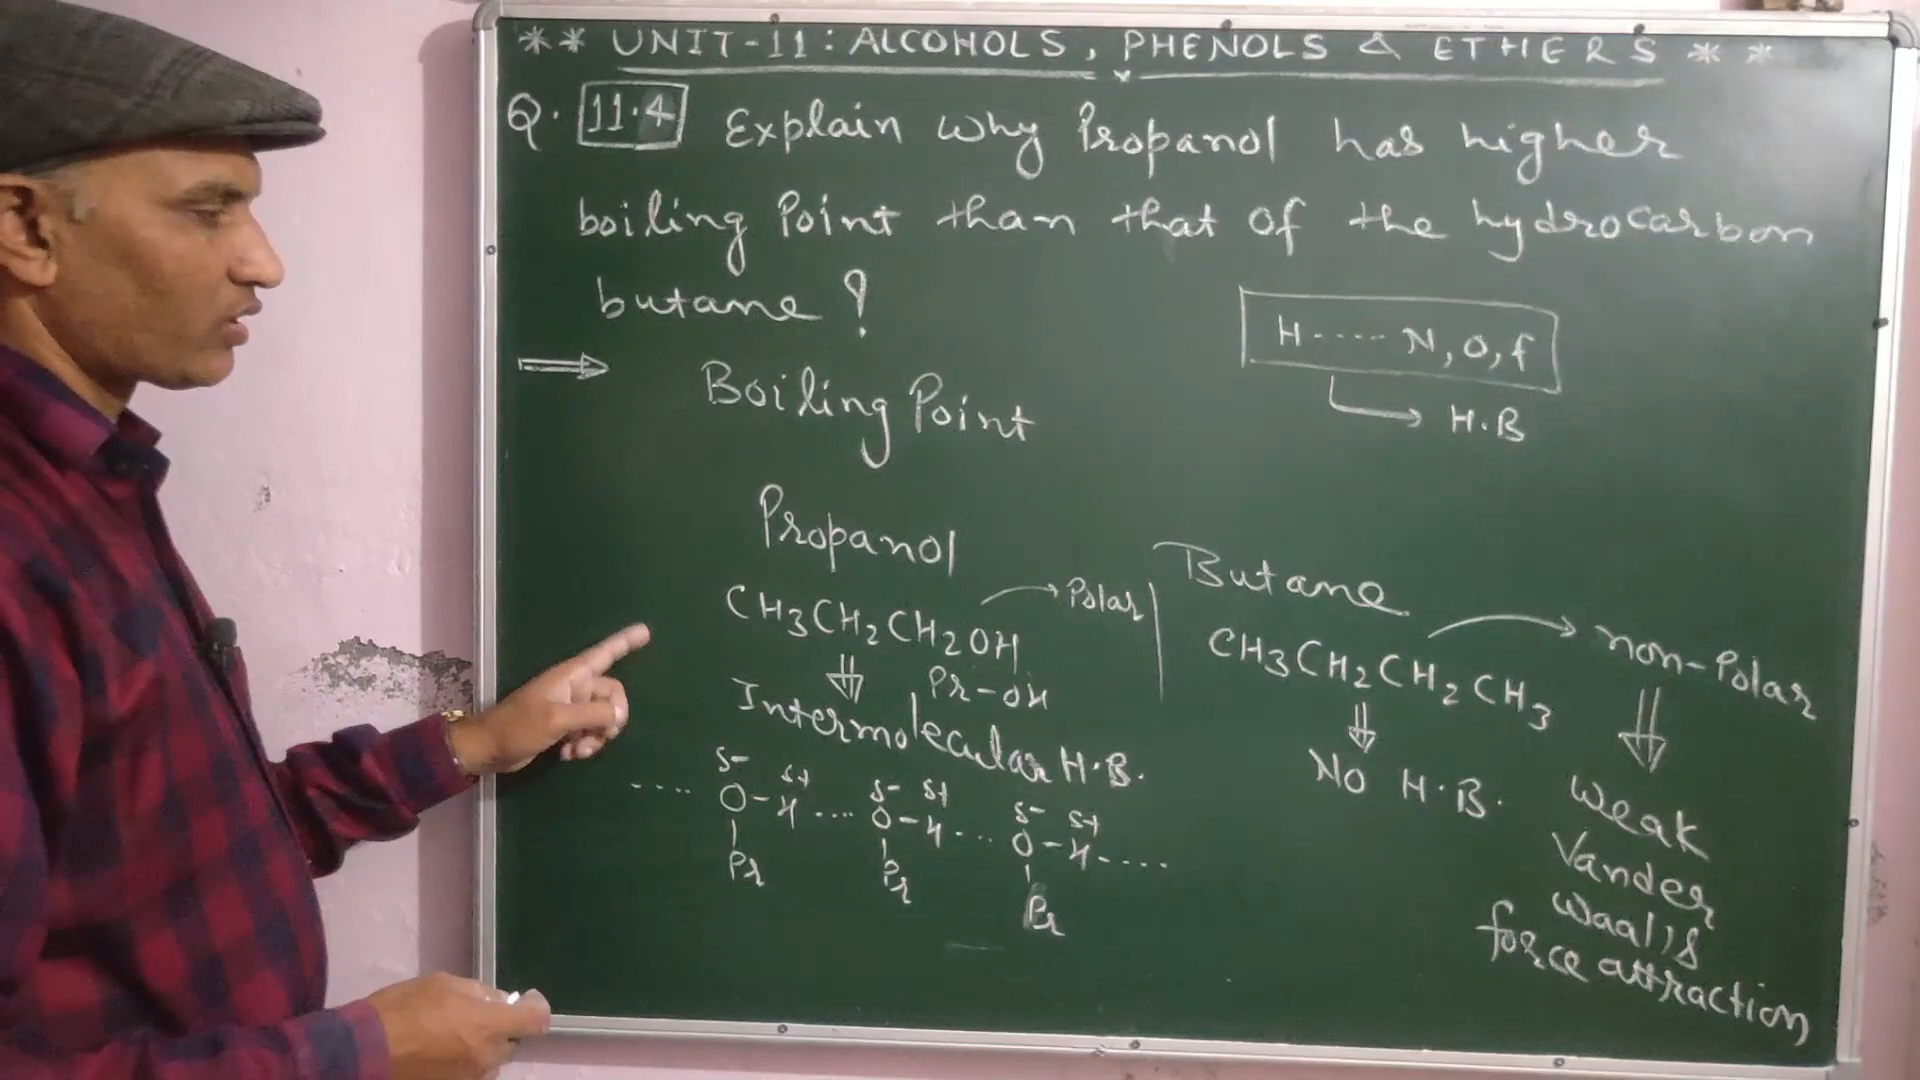 ** UNIT-11: ALCOHOLS, PHENOLS & ETHERS **
Q. 11.4 Explain why Propanol has higher
boiling Point than that of the hydrocarbon
butane ?
H ----- N, O, f
H.B
Boiling Point
Propanol
CH3CH2CH2OH
Polar
Pr-OH
Intermolecular H.B.
δ- δ+ δ- δ+ δ- δ+
.... O-H .... O-H .... O-H ....
Pr Pr Pr
Butane
CH3CH2CH2CH3
non-Polar
No H.B.
Weak
Vander
Waal's
force attraction